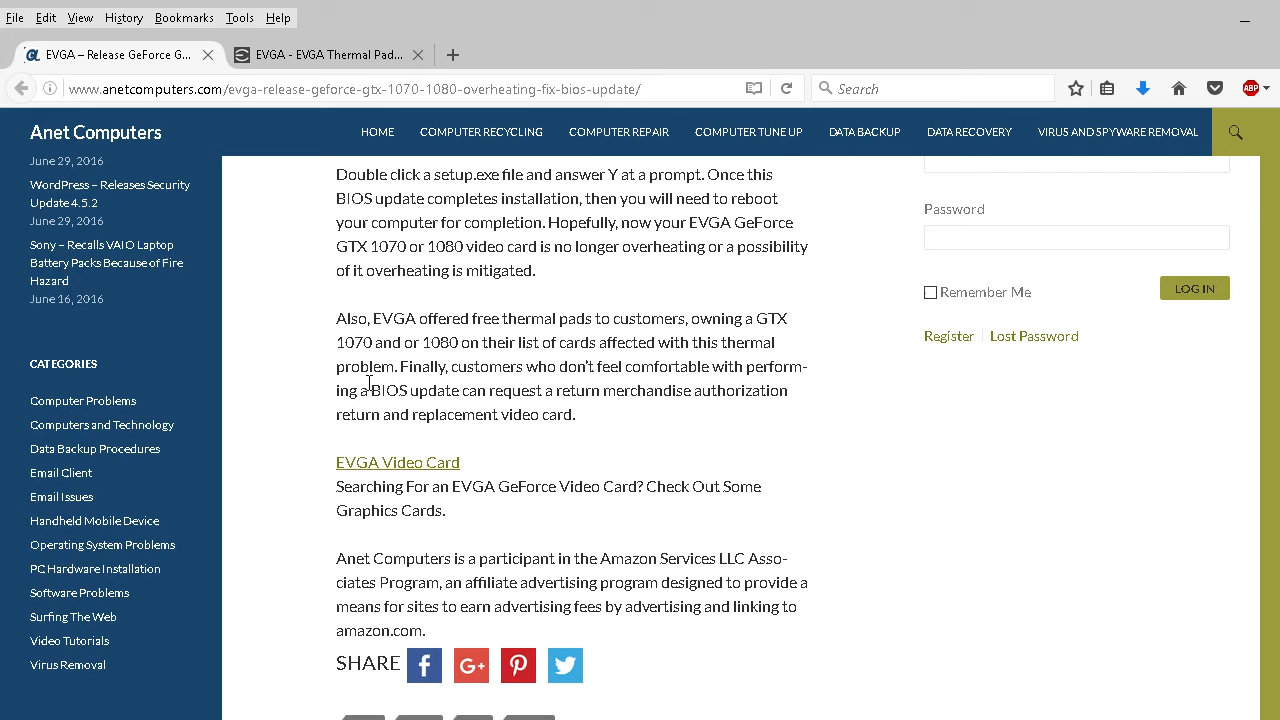 File Edit View History Bookmarks Tools Help
EVGA – Release GeForce G...
EVGA - EVGA Thermal Pad...
www.anetcomputers.com/evga-release-geforce-gtx-1070-1080-overheating-fix-bios-update/
Search
ABP
Anet Computers
HOME COMPUTER RECYCLING COMPUTER REPAIR COMPUTER TUNE UP DATA BACKUP DATA RECOVERY VIRUS AND SPYWARE REMOVAL
June 29, 2016
WordPress – Releases Security
Update 4.5.2
June 29, 2016
Sony – Recalls VAIO Laptop
Battery Packs Because of Fire
Hazard
June 16, 2016
CATEGORIES
Computer Problems
Computers and Technology
Data Backup Procedures
Email Client
Email Issues
Handheld Mobile Device
Operating System Problems
PC Hardware Installation
Software Problems
Surfing The Web
Video Tutorials
Virus Removal
Double click a setup.exe file and answer Y at a prompt. Once this
BIOS update completes installation, then you will need to reboot
your computer for completion. Hopefully, now your EVGA GeForce
GTX 1070 or 1080 video card is no longer overheating or a possibility
of it overheating is mitigated.
Also, EVGA offered free thermal pads to customers, owning a GTX
1070 and or 1080 on their list of cards affected with this thermal
problem. Finally, customers who don't feel comfortable with perform-
ing a BIOS update can request a return merchandise authorization
return and replacement video card.
EVGA Video Card
Searching For an EVGA GeForce Video Card? Check Out Some
Graphics Cards.
Anet Computers is a participant in the Amazon Services LLC Asso-
ciates Program, an affiliate advertising program designed to provide a
means for sites to earn advertising fees by advertising and linking to
amazon.com.
SHARE
Password
Remember Me
LOG IN
Register
Lost Password